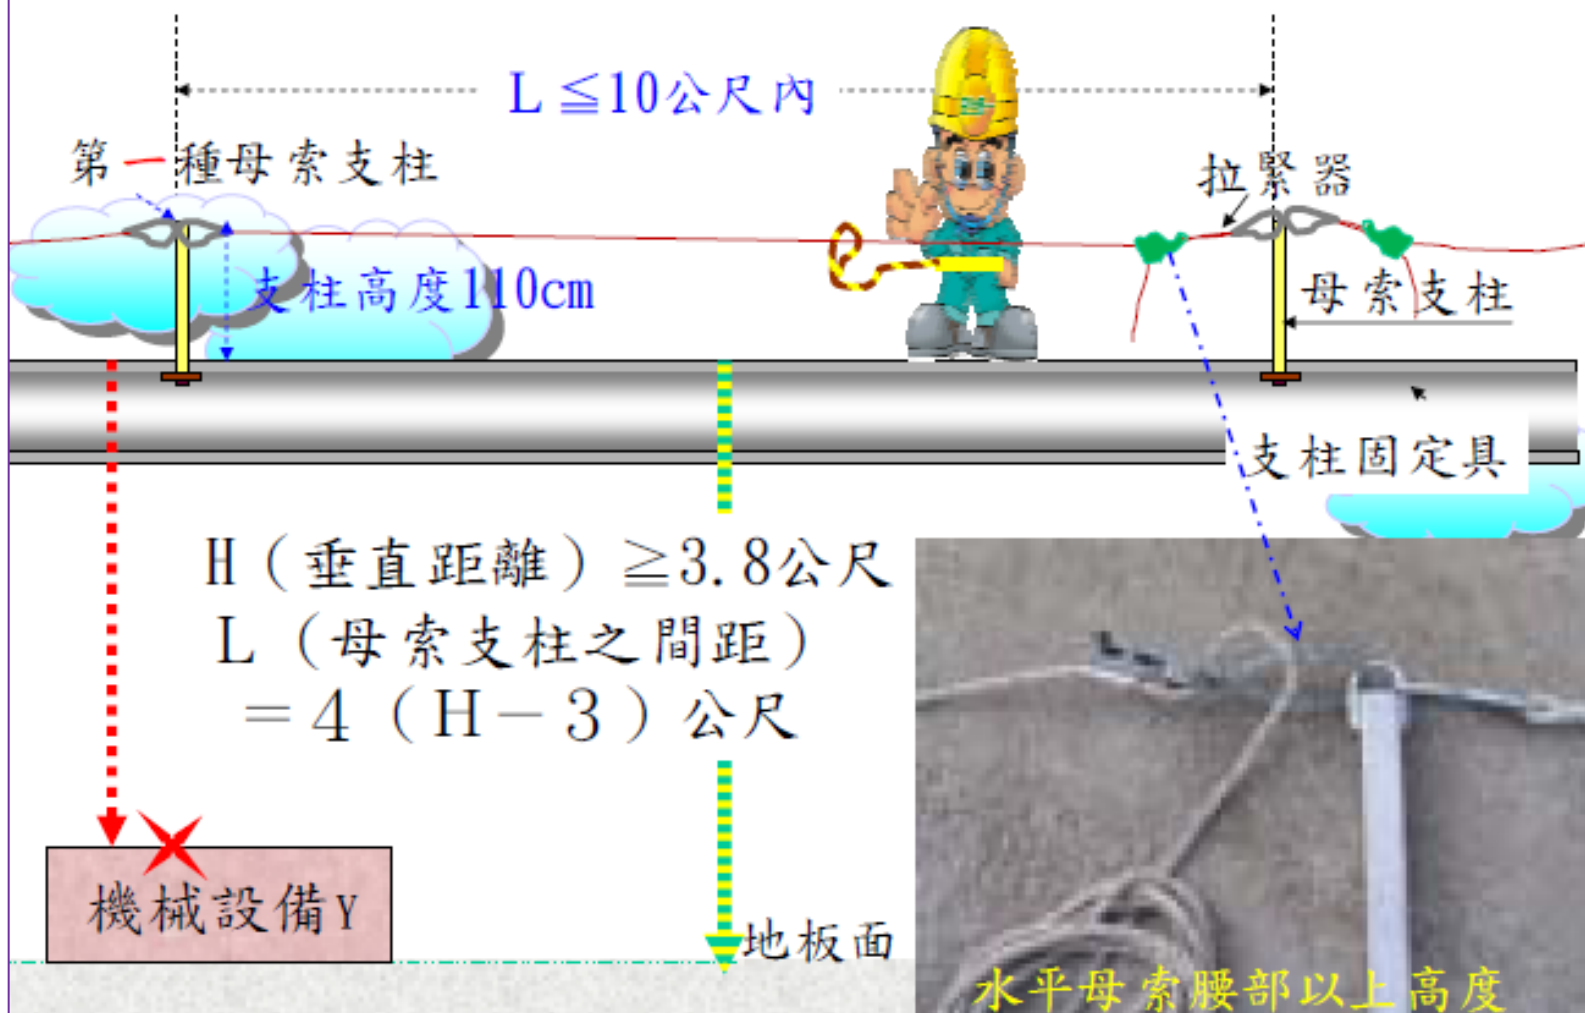 L≦10公尺內
第一種母索支柱
拉緊器
支柱高度110cm
母索支柱
支柱固定具
H（垂直距離）≧3.8公尺
L（母索支柱之間距）
=4（H-3）公尺
機械設備Y
地板面
水平母索腰部以上高度